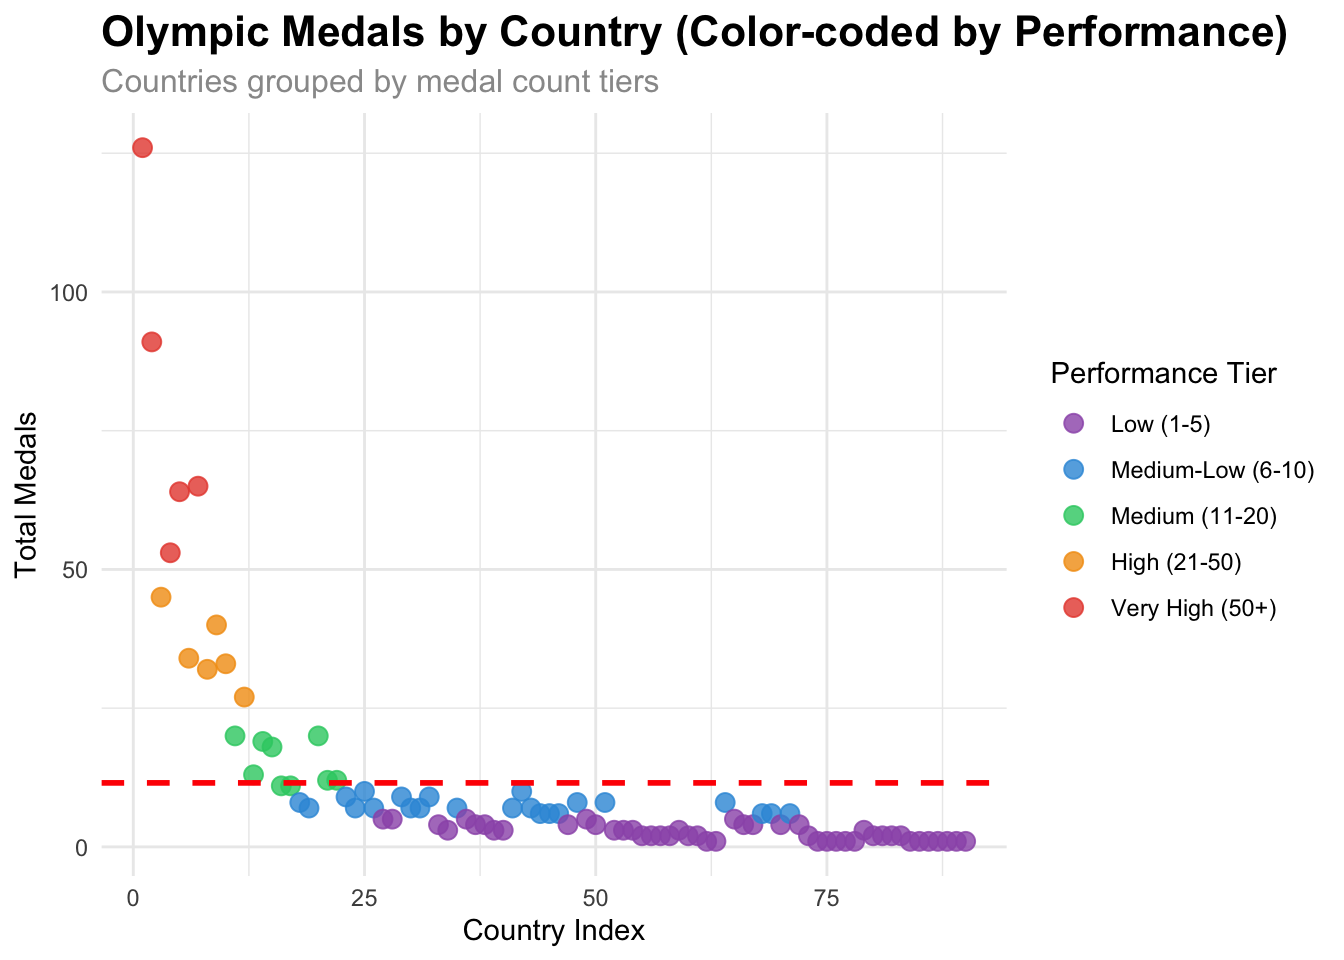 Olympic Medals by Country (Color-coded by Performance)
Countries grouped by medal count tiers
Total Medals
100
50
0
0 25 50 75
Country Index
Performance Tier
Low (1-5)
Medium-Low (6-10)
Medium (11-20)
High (21-50)
Very High (50+)